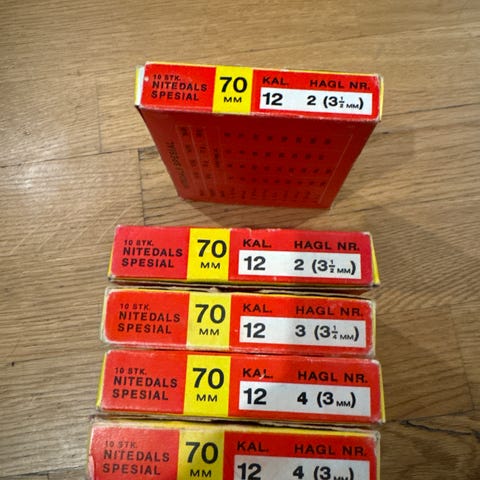 10 STK.
NITEDALS
SPESIAL
70
MM
KAL. HAGL NR.
12 2 (3½ MM)
10 STK.
NITEDALS
SPESIAL
70
MM
KAL. HAGL NR.
12 2 (3½ MM)
10 STK.
NITEDALS
SPESIAL
70
MM
KAL. HAGL NR.
12 3 (3¼ MM)
10 STK.
NITEDALS
SPESIAL
70
MM
KAL. HAGL NR.
12 4 (3 MM)
10 STK.
NITEDALS
SPESIAL
70
MM
KAL. HAGL NR.
12 4 (3 MM)